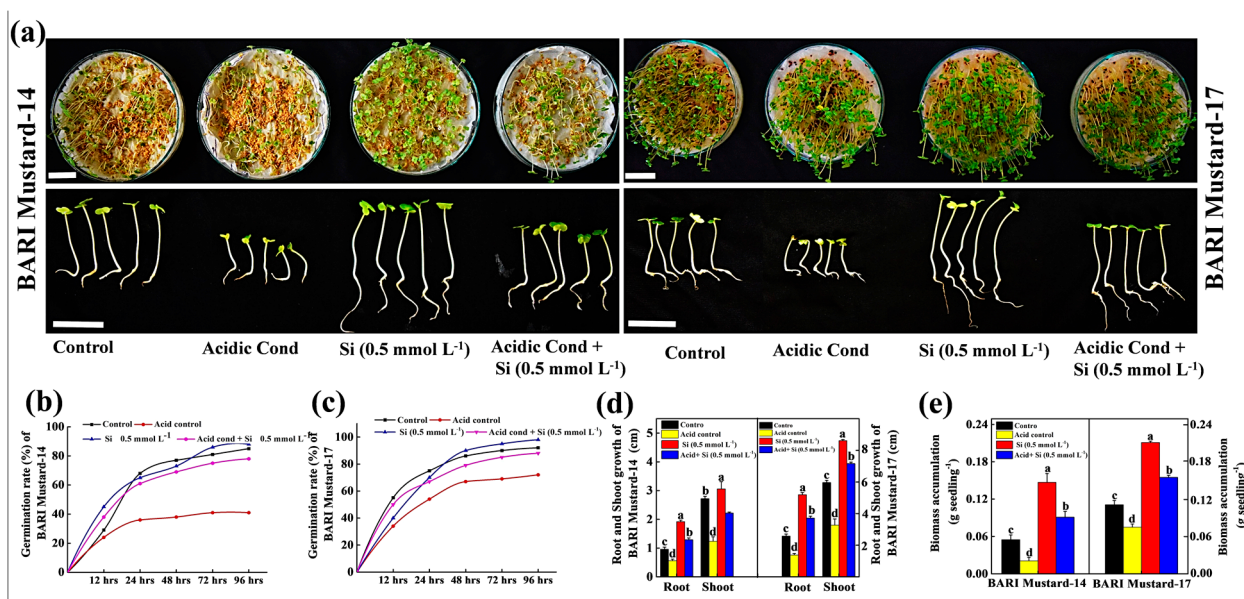 (a)
BARI Mustard-14
BARI Mustard-17
Control
Acidic Cond
Si (0.5 mmol L⁻¹)
Acidic Cond +
Si (0.5 mmol L⁻¹)
Control
Acidic Cond
Si (0.5 mmol L⁻¹)
Acidic Cond +
Si (0.5 mmol L⁻¹)
(b)
Germination rate (%) of
BARI Mustard-14
100
80
60
40
20
0
Control
Acid control
Si 0.5 mmol L⁻¹
Acid cond + Si 0.5 mmol L⁻¹
12 hrs
24 hrs
48 hrs
72 hrs
96 hrs
(c)
Germination rate (%) of
BARI Mustard-17
100
80
60
40
20
0
Control
Acid control
Si (0.5 mmol L⁻¹)
Acid cond + Si (0.5 mmol L⁻¹)
12 hrs
24 hrs
48 hrs
72 hrs
96 hrs
(d)
Root and Shoot growth of
BARI Mustard-14 (cm)
5
4
3
2
1
0
Contro
Acid control
Si (0.5 mmol L⁻¹)
Acid+ Si (0.5 mmol L⁻¹)
c
d
a
b
b
d
a
c
Root
Shoot
Contro
Acid control
Si (0.5 mmol L⁻¹)
Acid+ Si (0.5 mmol L⁻¹)
c
d
a
b
c
d
a
b
Root
Shoot
8
6
4
2
Root and Shoot growth of
BARI Mustard-17 (cm)
(e)
Biomass accumulation
(g seedling⁻¹)
0.24
0.18
0.12
0.06
0.00
Control
Acid control
Si (0.5 mmol L⁻¹)
Acid+ Si (0.5 mmol L⁻¹)
c
d
a
b
c
d
a
b
BARI Mustard-14
BARI Mustard-17
0.24
0.18
0.12
0.06
0.00
Biomass accumulation
(g seedling⁻¹)